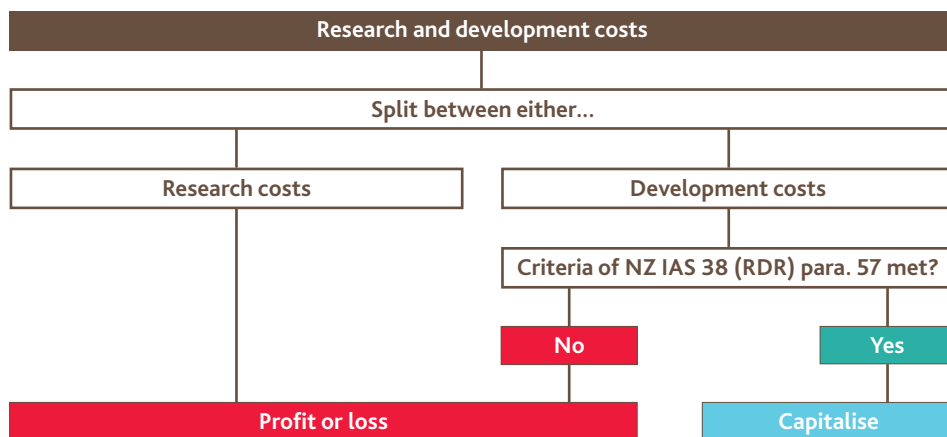 Research and development costs
Split between either...
Research costs
Development costs
Criteria of NZ IAS 38 (RDR) para. 57 met?
No
Yes
Profit or loss
Capitalise